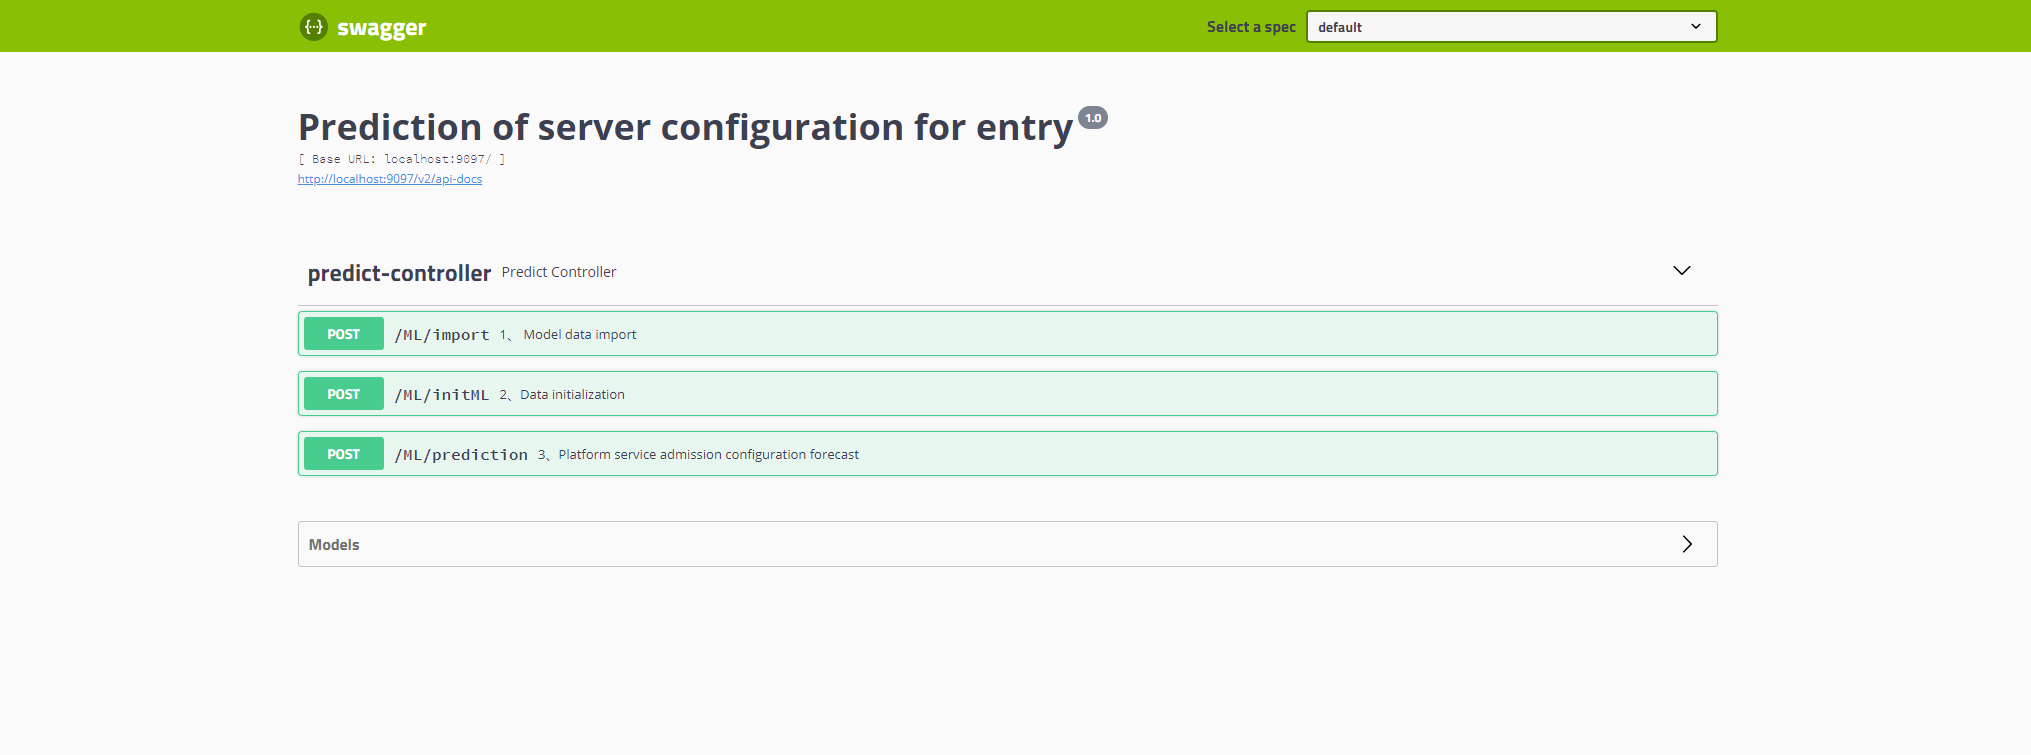 {···} swagger
Select a spec default
Prediction of server configuration for entry 1.0
[ Base URL: localhost:9097/ ]
http://localhost:9097/v2/api-docs
predict-controller Predict Controller
POST /ML/import 1、 Model data import
POST /ML/initML 2、Data initialization
POST /ML/prediction 3、Platform service admission configuration forecast
Models